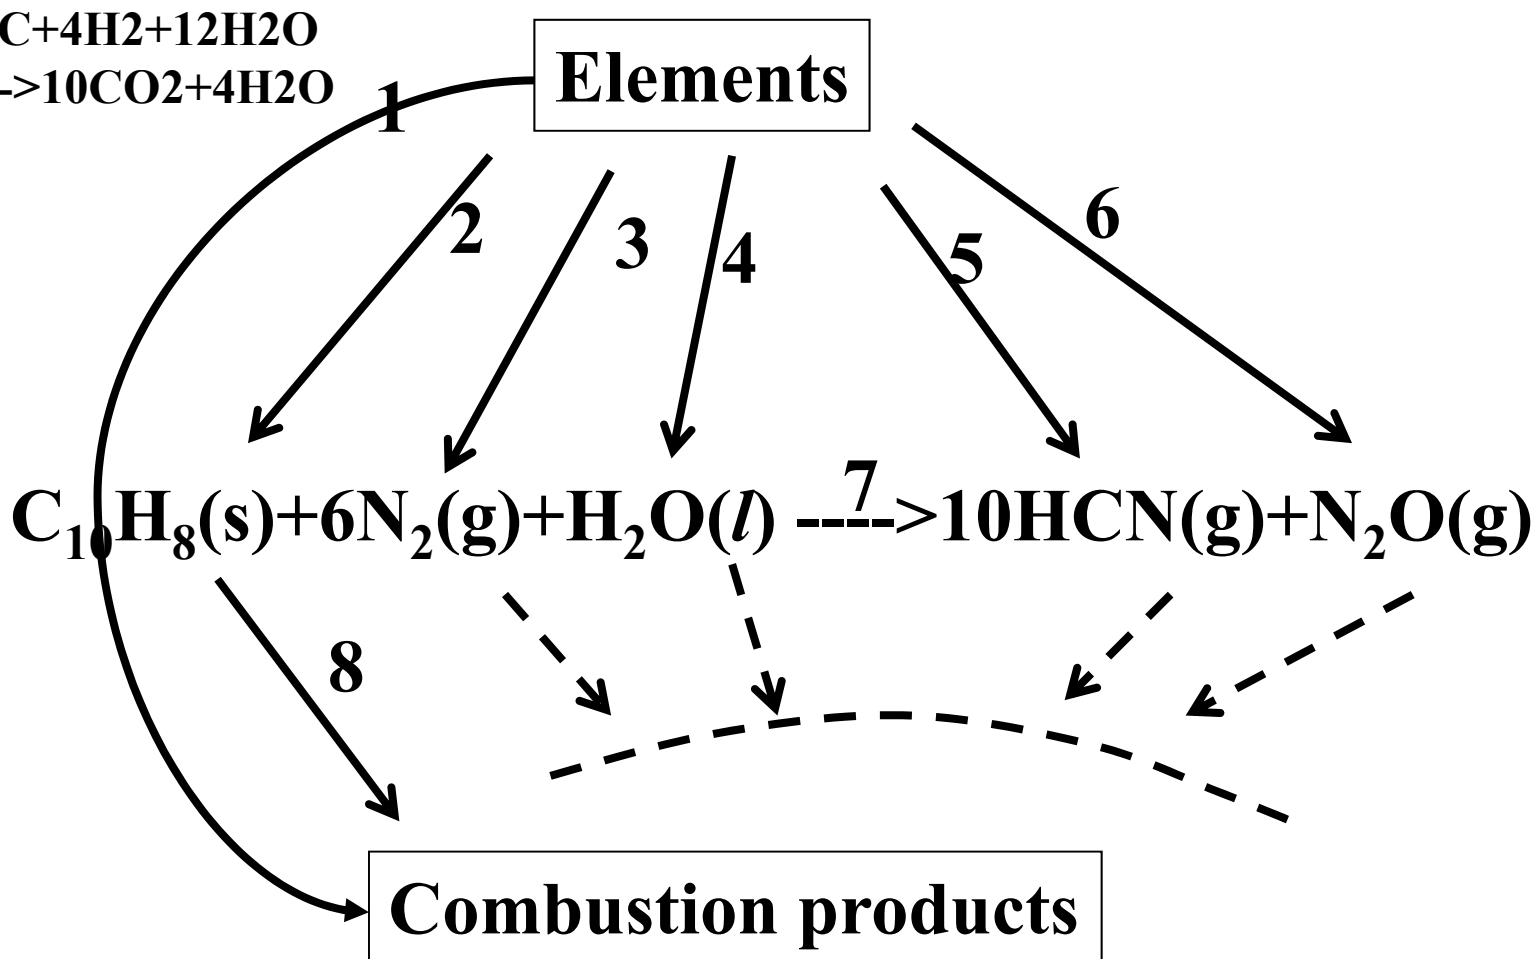 C+4H2+12H2O
->10CO2+4H2O
Elements
1
2
3
4
5
6
C₁₀H₈(s)+6N₂(g)+H₂O(l) ---->10HCN(g)+N₂O(g)
7
8
Combustion products